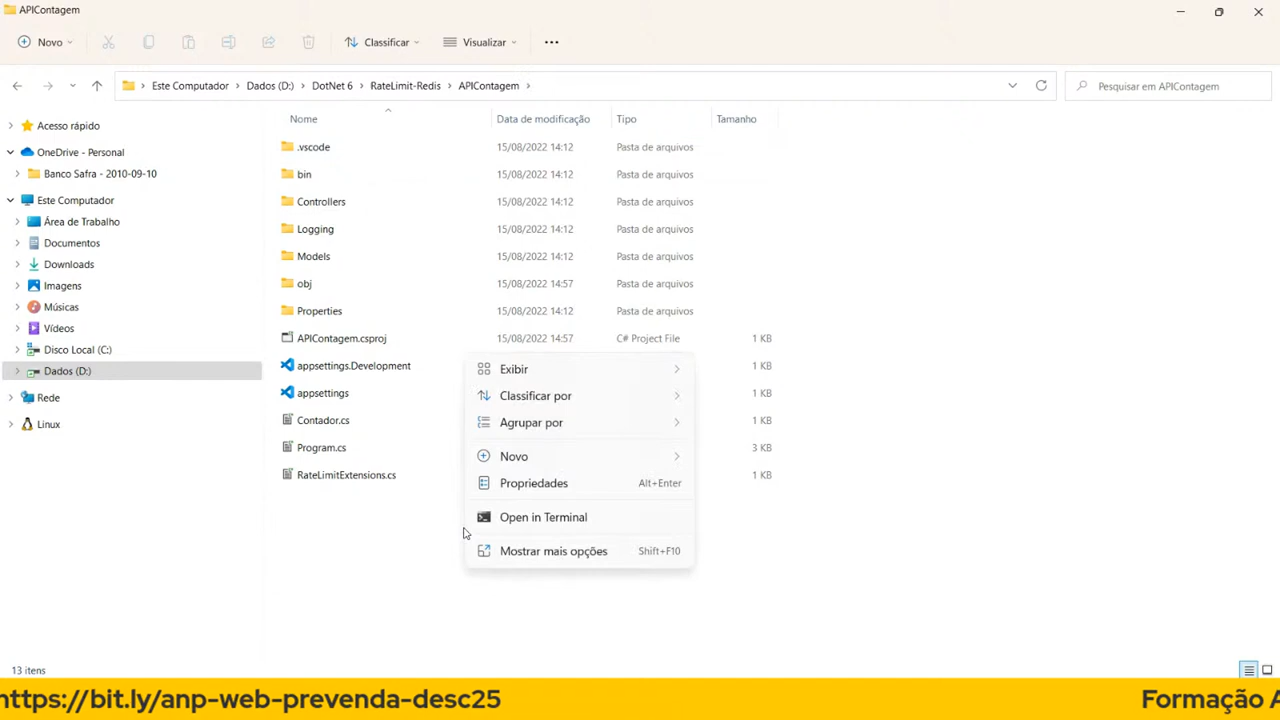 APIContagem
Novo
Classificar
Visualizar
Este Computador
Dados (D:)
DotNet 6
RateLimit-Redis
APIContagem
Pesquisar em APIContagem
Acesso rápido
OneDrive - Personal
Banco Safra - 2010-09-10
Este Computador
Área de Trabalho
Documentos
Downloads
Imagens
Músicas
Vídeos
Disco Local (C:)
Dados (D:)
Rede
Linux
Nome Data de modificação Tipo Tamanho
.vscode 15/08/2022 14:12 Pasta de arquivos
bin 15/08/2022 14:12 Pasta de arquivos
Controllers 15/08/2022 14:12 Pasta de arquivos
Logging 15/08/2022 14:12 Pasta de arquivos
Models 15/08/2022 14:12 Pasta de arquivos
obj 15/08/2022 14:57 Pasta de arquivos
Properties 15/08/2022 14:12 Pasta de arquivos
APIContagem.csproj 15/08/2022 14:57 C# Project File 1 KB
appsettings.Development 1 KB
appsettings 1 KB
Contador.cs 1 KB
Program.cs 3 KB
RateLimitExtensions.cs 1 KB
Exibir
Classificar por
Agrupar por
Novo
Propriedades Alt+Enter
Open in Terminal
Mostrar mais opções Shift+F10
13 itens
https://bit.ly/anp-web-prevenda-desc25
Formação